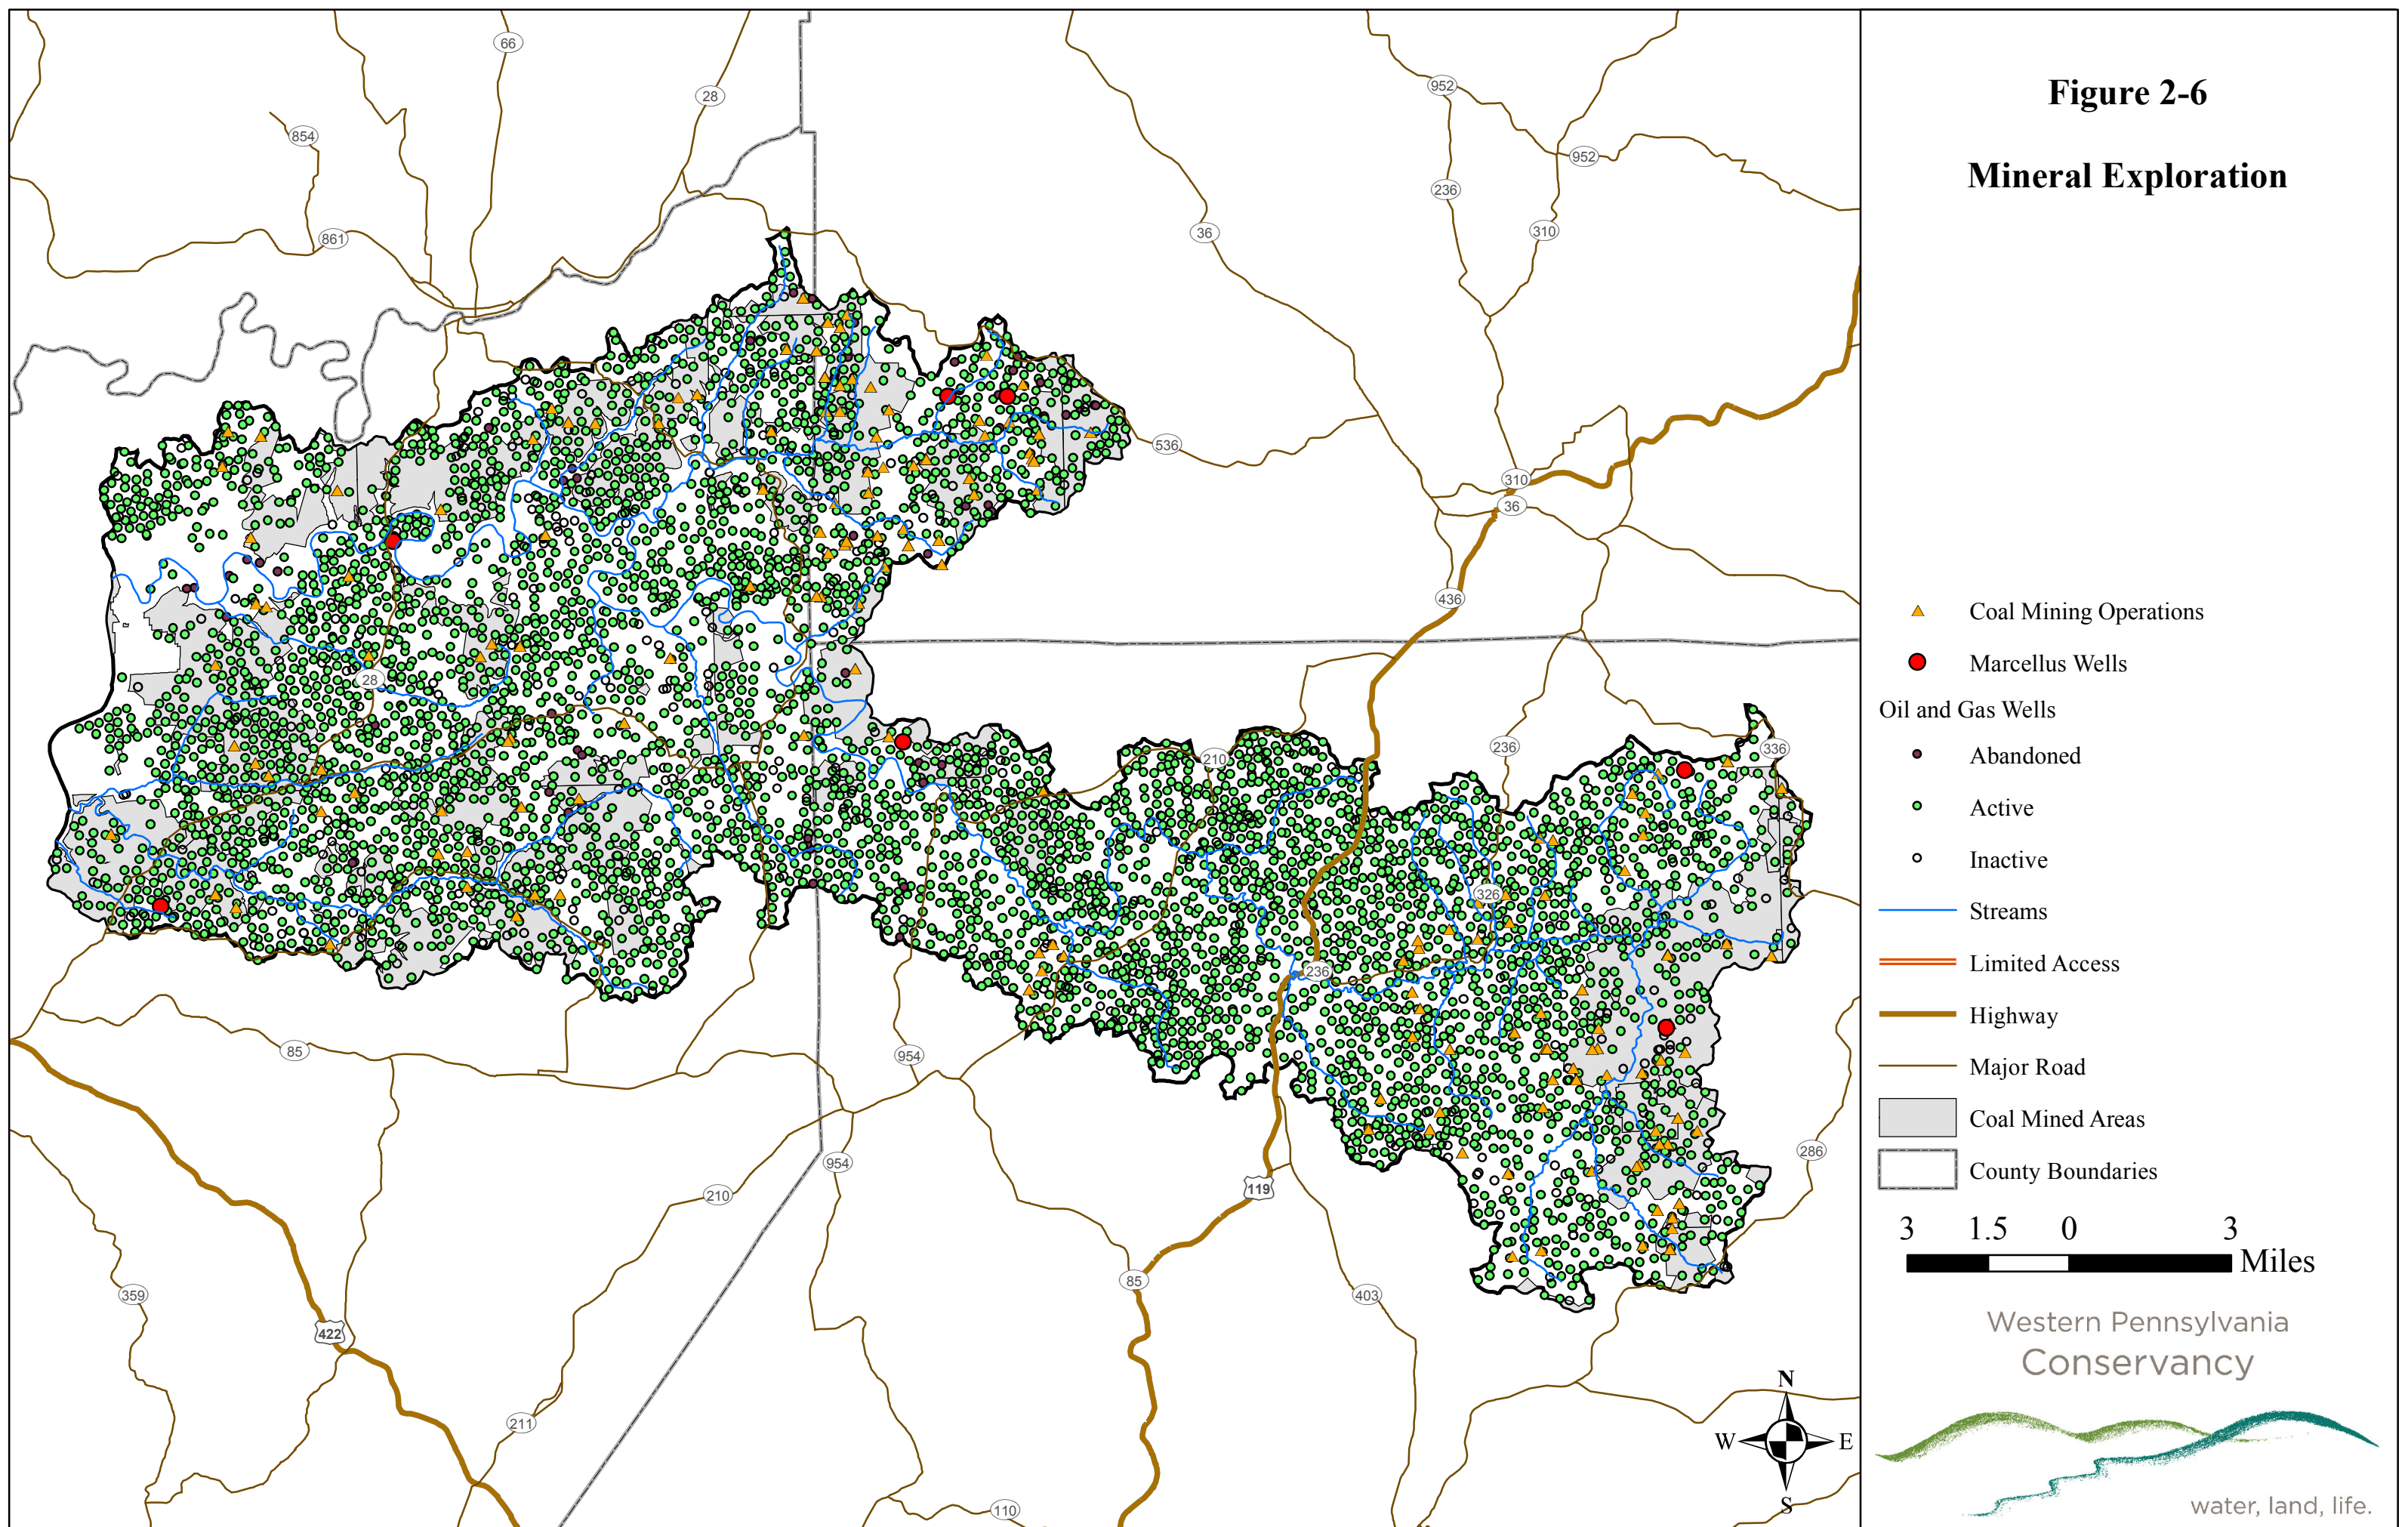 Figure 2-6
Mineral Exploration
66
28
854
861
952
952
236
310
36
536
310
36
436
28
210
236
336
326
236
85
954
954
210
119
286
85
359
422
403
211
110
Coal Mining Operations
Marcellus Wells
Oil and Gas Wells
Abandoned
Active
Inactive
Streams
Limited Access
Highway
Major Road
Coal Mined Areas
County Boundaries
3 1.5 0 3
Miles
Western Pennsylvania
Conservancy
water, land, life.
N
W E
S